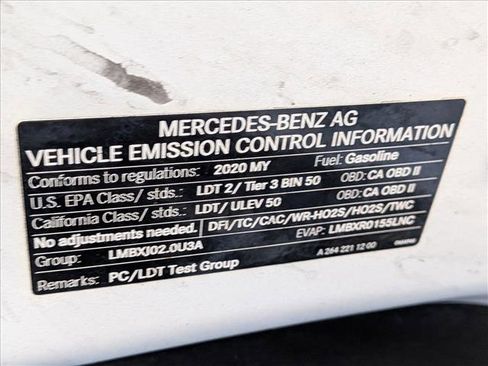 MERCEDES-BENZ AG
VEHICLE EMISSION CONTROL INFORMATION
Conforms to regulations: 2020 MY Fuel: Gasoline
U.S. EPA Class/ stds.: LDT 2/ Tier 3 BIN 50 OBD: CA OBD II
California Class/ stds.: LDT/ ULEV 50 OBD: CA OBD II
No adjustments needed. DFI/TC/CAC/WR-HO2S/HO2S/TWC
Group: LMBXJ02.0U3A EVAP: LMBXR0155LNC
Remarks: PC/LDT Test Group A 264 221 12 00